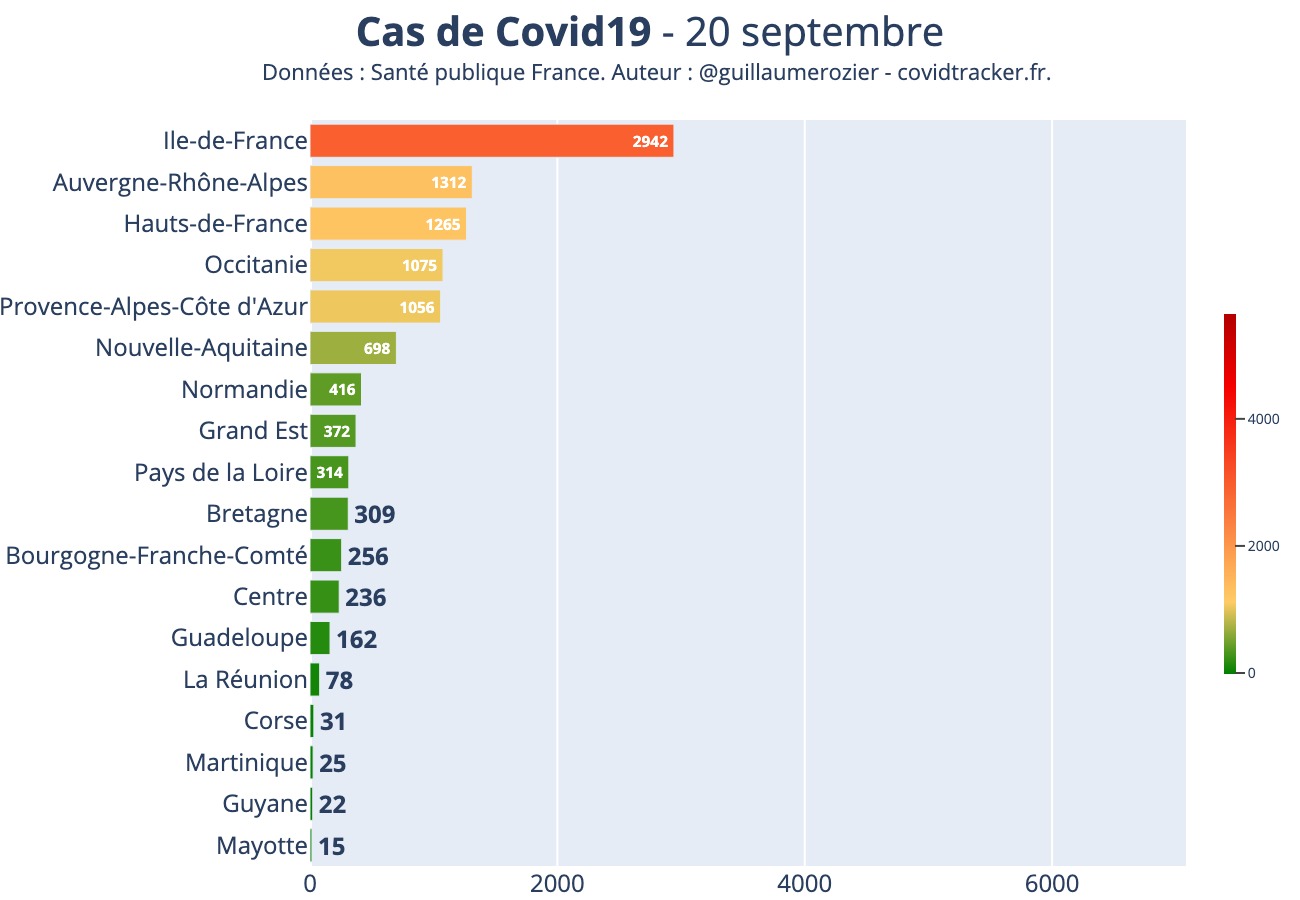 Cas de Covid19 - 20 septembre
Données : Santé publique France. Auteur : @guillaumerozier - covidtracker.fr.
Ile-de-France 2942
Auvergne-Rhône-Alpes 1312
Hauts-de-France 1265
Occitanie 1075
Provence-Alpes-Côte d'Azur 1056
Nouvelle-Aquitaine 698
Normandie 416
Grand Est 372
Pays de la Loire 314
Bretagne 309
Bourgogne-Franche-Comté 256
Centre 236
Guadeloupe 162
La Réunion 78
Corse 31
Martinique 25
Guyane 22
Mayotte 15
0 2000 4000 6000
4000
2000
0